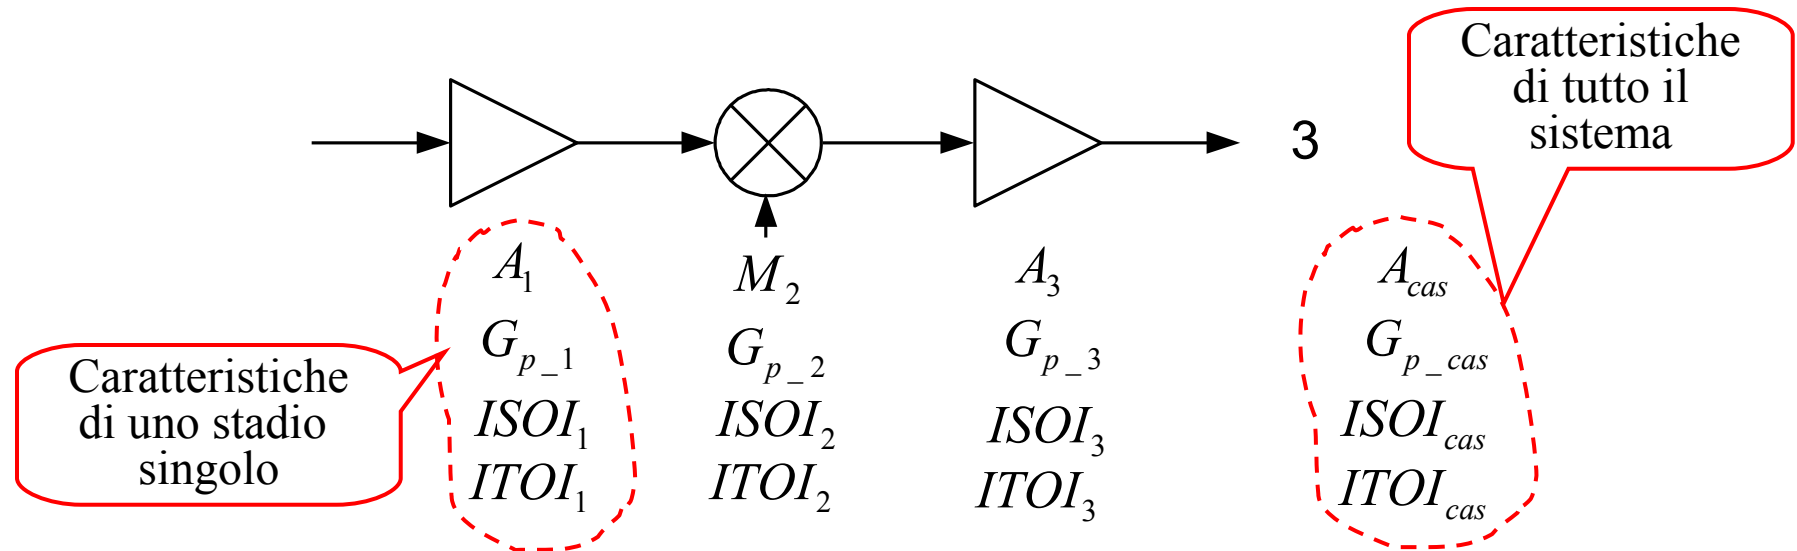 Caratteristiche
di tutto il
sistema
3
A1 M2 A3 Acas
Gp_1 Gp_2 Gp_3 Gp_cas
Caratteristiche
di uno stadio
singolo
ISOI1 ISOI2 ISOI3 ISOIcas
ITOI1 ITOI2 ITOI3 ITOIcas